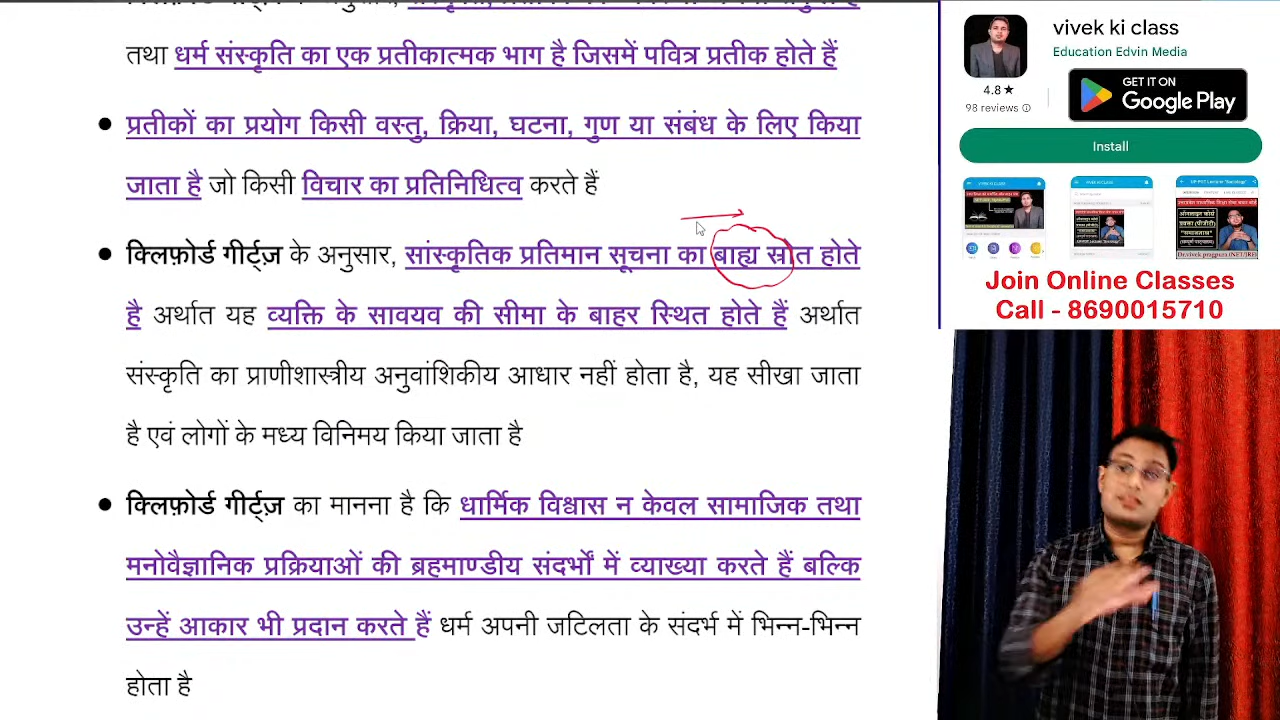 तथा धर्म संस्कृति का एक प्रतीकात्मक भाग है जिसमें पवित्र प्रतीक होते हैं
● प्रतीकों का प्रयोग किसी वस्तु, क्रिया, घटना, गुण या संबंध के लिए किया
जाता है जो किसी विचार का प्रतिनिधित्व करते हैं
● क्लिफ़ोर्ड गीर्ट्ज़ के अनुसार, सांस्कृतिक प्रतिमान सूचना का बाह्य स्रोत होते
है अर्थात यह व्यक्ति के सावयव की सीमा के बाहर स्थित होते हैं अर्थात
संस्कृति का प्राणीशास्त्रीय अनुवांशिकीय आधार नहीं होता है, यह सीखा जाता
है एवं लोगों के मध्य विनिमय किया जाता है
● क्लिफ़ोर्ड गीर्ट्ज़ का मानना है कि धार्मिक विश्वास न केवल सामाजिक तथा
मनोवैज्ञानिक प्रक्रियाओं की ब्रहमाण्डीय संदर्भों में व्याख्या करते हैं बल्कि
उन्हें आकार भी प्रदान करते हैं धर्म अपनी जटिलता के संदर्भ में भिन्न-भिन्न
होता है
vivek ki class
Education Edvin Media
4.8★
98 reviews
GET IT ON
Google Play
Install
Join Online Classes
Call - 8690015710